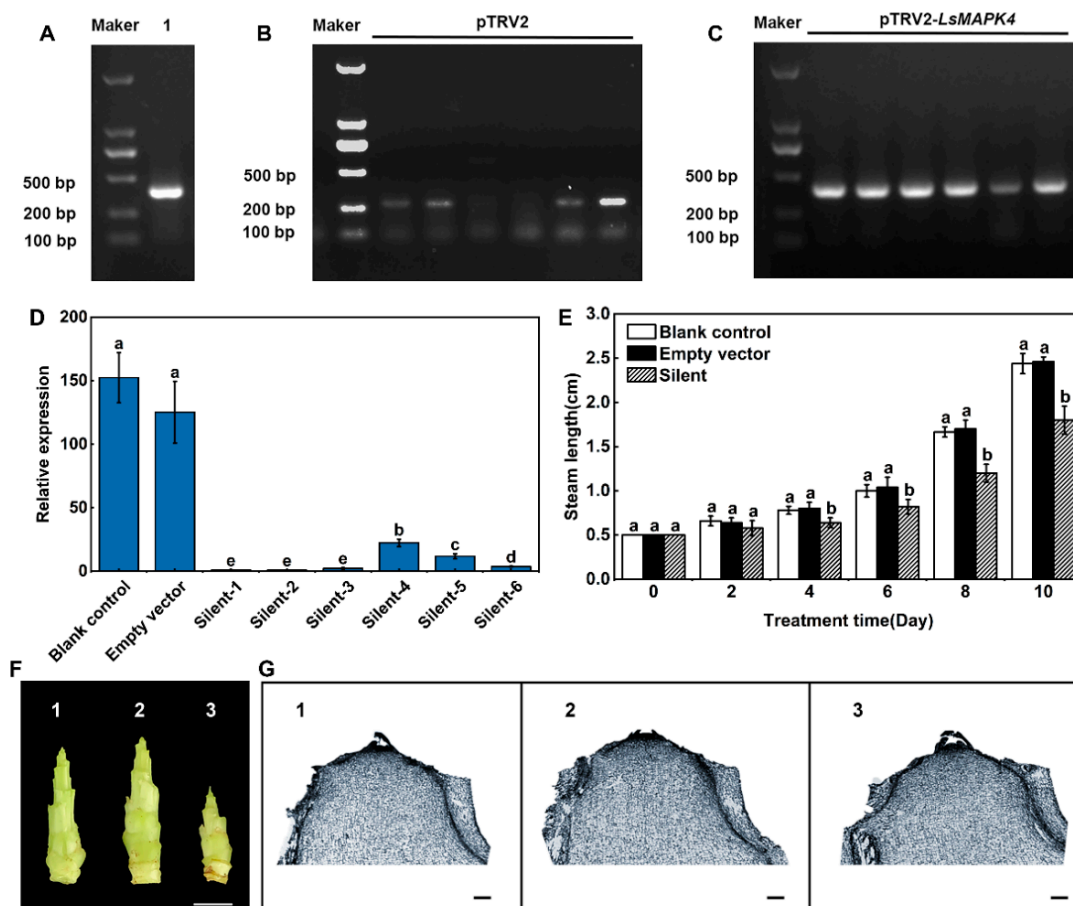 A
Maker 1
500 bp
200 bp
100 bp
B
Maker
pTRV2
500 bp
200 bp
100 bp
C
pTRV2-LsMAPK4
Maker
500 bp
200 bp
100 bp
D
Relative expression
200
150
100
50
0
a
a
e
e
e
b
c
d
Blank control
Empty vector
Silent-1
Silent-2
Silent-3
Silent-4
Silent-5
Silent-6
E
Steam length(cm)
3.0
2.5
2.0
1.5
1.0
0.5
0.0
Blank control
Empty vector
Silent
a a a
a a a
a a b
a a b
a a b
a a b
0 2 4 6 8 10
Treatment time(Day)
F
1 2 3
G
1
2
3